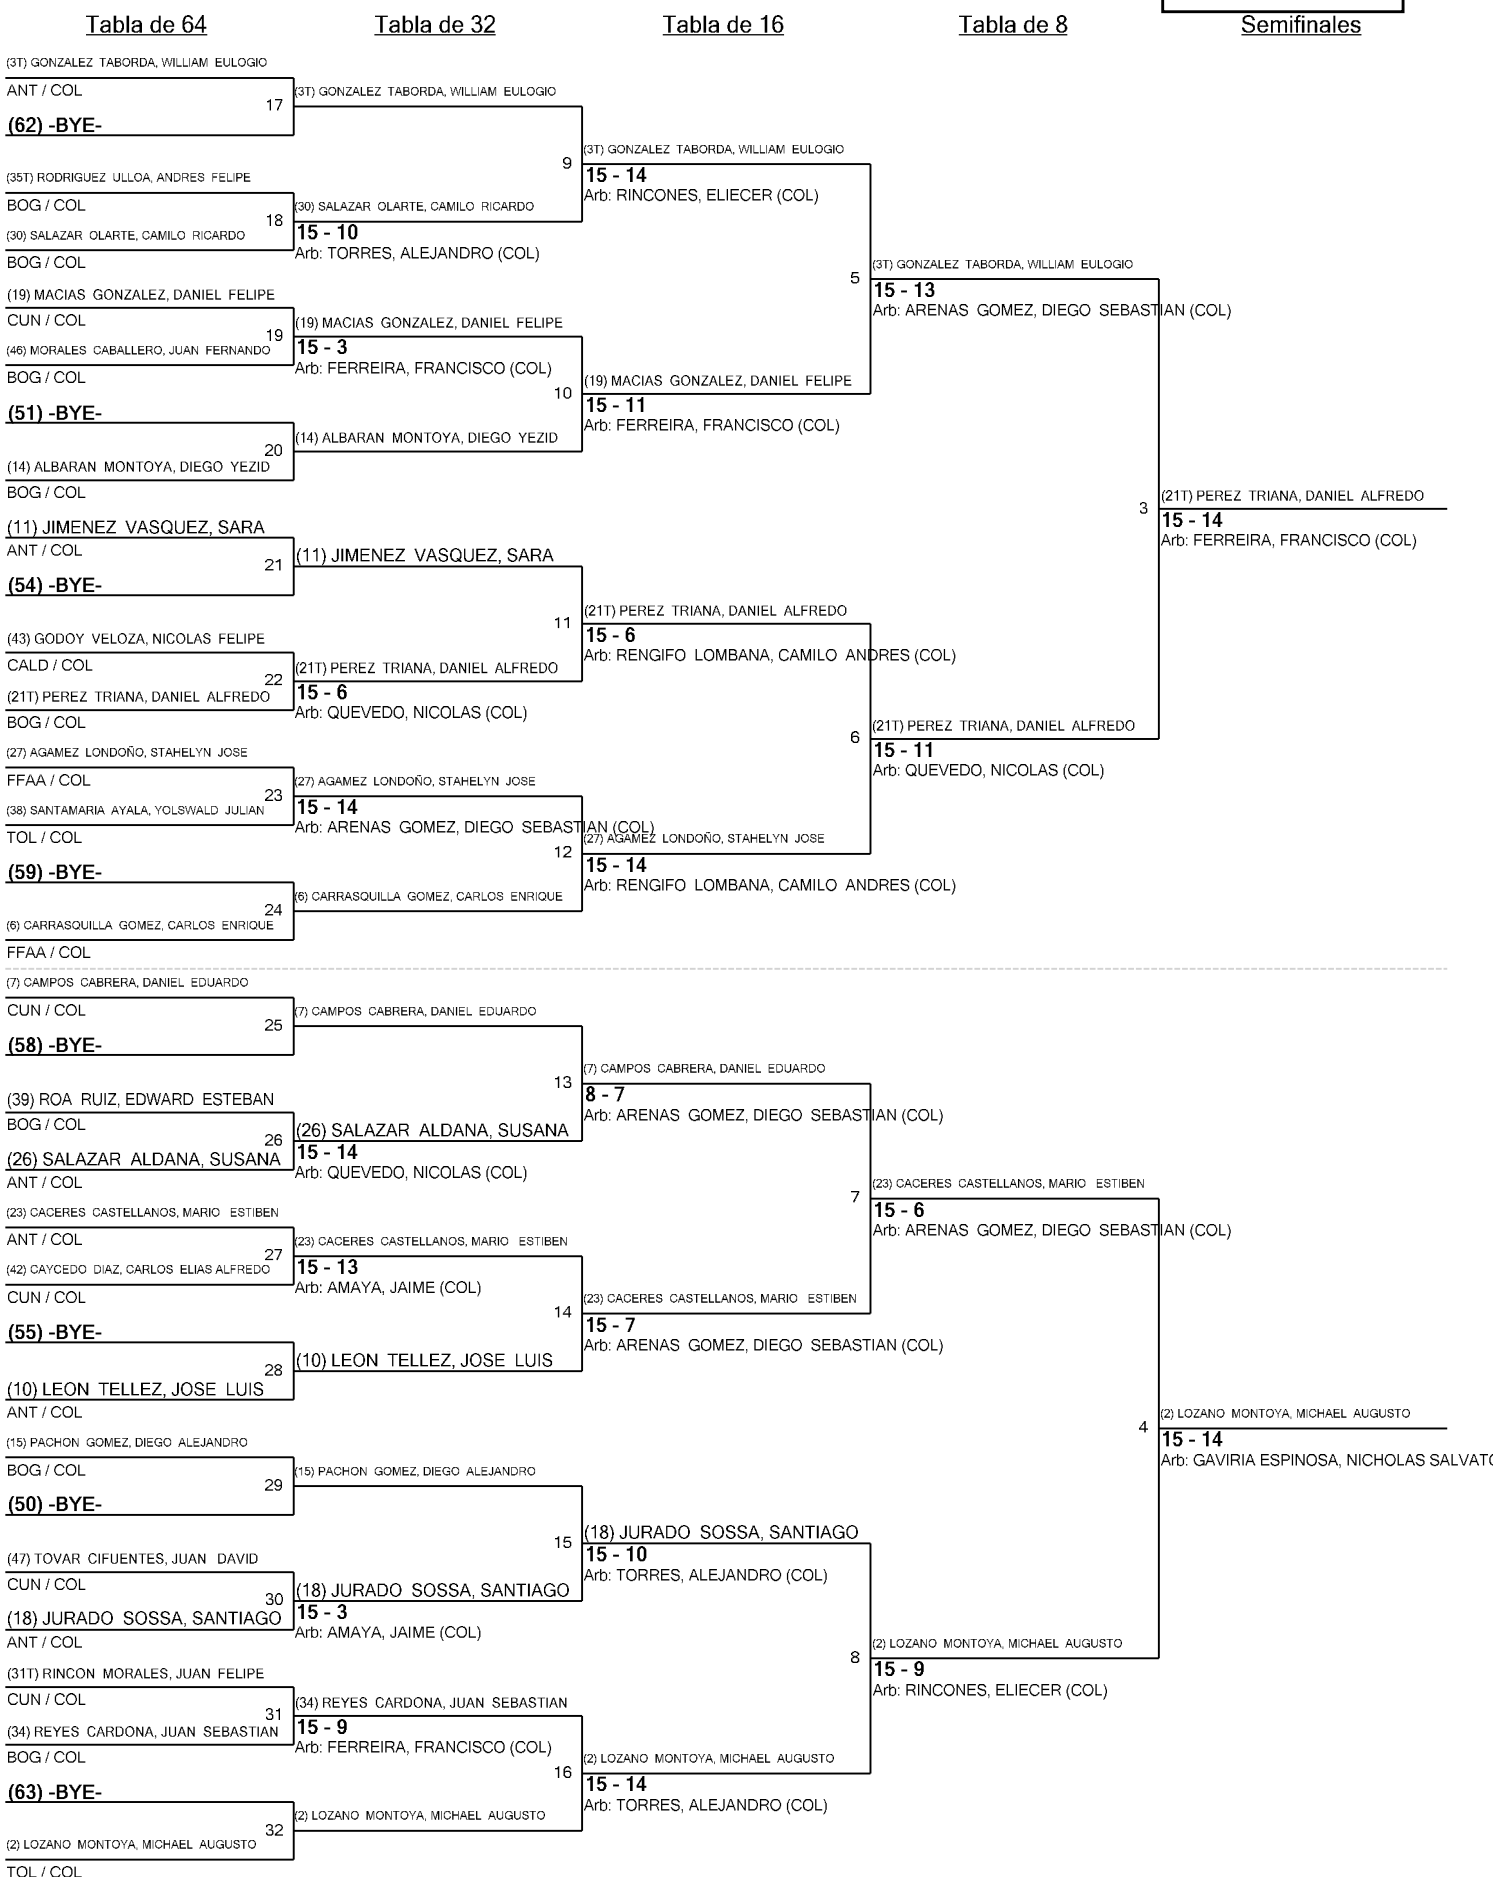 Tabla de 64
Tabla de 32
Tabla de 16
Tabla de 8
Semifinales
(3T) GONZALEZ TABORDA, WILLIAM EULOGIO
ANT / COL
17
(62) -BYE-
(35T) RODRIGUEZ ULLOA, ANDRES FELIPE
BOG / COL
18
(30) SALAZAR OLARTE, CAMILO RICARDO
BOG / COL
(19) MACIAS GONZALEZ, DANIEL FELIPE
CUN / COL
19
(46) MORALES CABALLERO, JUAN FERNANDO
BOG / COL
(51) -BYE-
20
(14) ALBARAN MONTOYA, DIEGO YEZID
BOG / COL
(11) JIMENEZ VASQUEZ, SARA
ANT / COL
21
(54) -BYE-
(43) GODOY VELOZA, NICOLAS FELIPE
CALD / COL
22
(21T) PEREZ TRIANA, DANIEL ALFREDO
BOG / COL
(27) AGAMEZ LONDOÑO, STAHELYN JOSE
FFAA / COL
23
(38) SANTAMARIA AYALA, YOLSWALD JULIAN
TOL / COL
(59) -BYE-
24
(6) CARRASQUILLA GOMEZ, CARLOS ENRIQUE
FFAA / COL
(7) CAMPOS CABRERA, DANIEL EDUARDO
CUN / COL
25
(58) -BYE-
(39) ROA RUIZ, EDWARD ESTEBAN
BOG / COL
26
(26) SALAZAR ALDANA, SUSANA
ANT / COL
(23) CACERES CASTELLANOS, MARIO ESTIBEN
ANT / COL
27
(42) CAYCEDO DIAZ, CARLOS ELIAS ALFREDO
CUN / COL
(55) -BYE-
28
(10) LEON TELLEZ, JOSE LUIS
ANT / COL
(15) PACHON GOMEZ, DIEGO ALEJANDRO
BOG / COL
29
(50) -BYE-
(47) TOVAR CIFUENTES, JUAN DAVID
CUN / COL
30
(18) JURADO SOSSA, SANTIAGO
ANT / COL
(31T) RINCON MORALES, JUAN FELIPE
CUN / COL
31
(34) REYES CARDONA, JUAN SEBASTIAN
BOG / COL
(63) -BYE-
32
(2) LOZANO MONTOYA, MICHAEL AUGUSTO
TOL / COL
(3T) GONZALEZ TABORDA, WILLIAM EULOGIO
9
(30) SALAZAR OLARTE, CAMILO RICARDO
15 - 10
Arb: TORRES, ALEJANDRO (COL)
(19) MACIAS GONZALEZ, DANIEL FELIPE
15 - 3
Arb: FERREIRA, FRANCISCO (COL)
10
(14) ALBARAN MONTOYA, DIEGO YEZID
(11) JIMENEZ VASQUEZ, SARA
11
(21T) PEREZ TRIANA, DANIEL ALFREDO
15 - 6
Arb: QUEVEDO, NICOLAS (COL)
(27) AGAMEZ LONDOÑO, STAHELYN JOSE
15 - 14
Arb: ARENAS GOMEZ, DIEGO SEBASTIAN (COL)
12
(6) CARRASQUILLA GOMEZ, CARLOS ENRIQUE
(7) CAMPOS CABRERA, DANIEL EDUARDO
13
(26) SALAZAR ALDANA, SUSANA
15 - 14
Arb: QUEVEDO, NICOLAS (COL)
(23) CACERES CASTELLANOS, MARIO ESTIBEN
15 - 13
Arb: AMAYA, JAIME (COL)
14
(10) LEON TELLEZ, JOSE LUIS
(15) PACHON GOMEZ, DIEGO ALEJANDRO
15
(18) JURADO SOSSA, SANTIAGO
15 - 3
Arb: AMAYA, JAIME (COL)
(34) REYES CARDONA, JUAN SEBASTIAN
15 - 9
Arb: FERREIRA, FRANCISCO (COL)
16
(2) LOZANO MONTOYA, MICHAEL AUGUSTO
(3T) GONZALEZ TABORDA, WILLIAM EULOGIO
15 - 14
Arb: RINCONES, ELIECER (COL)
5
(19) MACIAS GONZALEZ, DANIEL FELIPE
15 - 11
Arb: FERREIRA, FRANCISCO (COL)
(21T) PEREZ TRIANA, DANIEL ALFREDO
15 - 6
Arb: RENGIFO LOMBANA, CAMILO ANDRES (COL)
6
(27) AGAMEZ LONDOÑO, STAHELYN JOSE
15 - 14
Arb: RENGIFO LOMBANA, CAMILO ANDRES (COL)
(7) CAMPOS CABRERA, DANIEL EDUARDO
8 - 7
Arb: ARENAS GOMEZ, DIEGO SEBASTIAN (COL)
7
(23) CACERES CASTELLANOS, MARIO ESTIBEN
15 - 7
Arb: ARENAS GOMEZ, DIEGO SEBASTIAN (COL)
(18) JURADO SOSSA, SANTIAGO
15 - 10
Arb: TORRES, ALEJANDRO (COL)
8
(2) LOZANO MONTOYA, MICHAEL AUGUSTO
15 - 14
Arb: TORRES, ALEJANDRO (COL)
(3T) GONZALEZ TABORDA, WILLIAM EULOGIO
15 - 13
Arb: ARENAS GOMEZ, DIEGO SEBASTIAN (COL)
3
(21T) PEREZ TRIANA, DANIEL ALFREDO
15 - 11
Arb: QUEVEDO, NICOLAS (COL)
(23) CACERES CASTELLANOS, MARIO ESTIBEN
15 - 6
Arb: ARENAS GOMEZ, DIEGO SEBASTIAN (COL)
4
(2) LOZANO MONTOYA, MICHAEL AUGUSTO
15 - 9
Arb: RINCONES, ELIECER (COL)
(21T) PEREZ TRIANA, DANIEL ALFREDO
15 - 14
Arb: FERREIRA, FRANCISCO (COL)
(2) LOZANO MONTOYA, MICHAEL AUGUSTO
15 - 14
Arb: GAVIRIA ESPINOSA, NICHOLAS